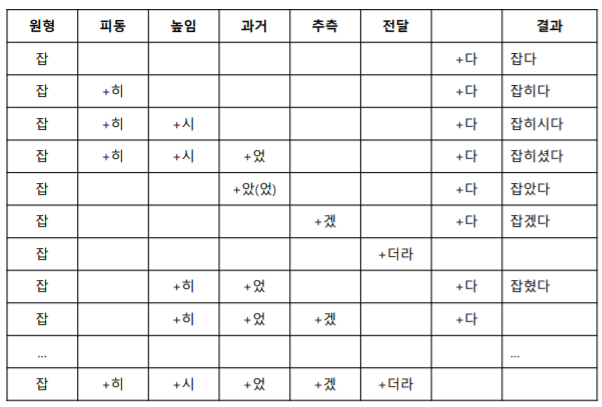 원형 피동 높임 과거 추측 전달 결과
잡 +다 잡다
잡 +히 +다 잡히다
잡 +히 +시 +다 잡히시다
잡 +히 +시 +었 +다 잡히셨다
잡 +았(었) +다 잡았다
잡 +겠 +다 잡겠다
잡 +더라
잡 +히 +었 +다 잡혔다
잡 +히 +었 +겠 +다
... ...
잡 +히 +시 +었 +겠 +더라